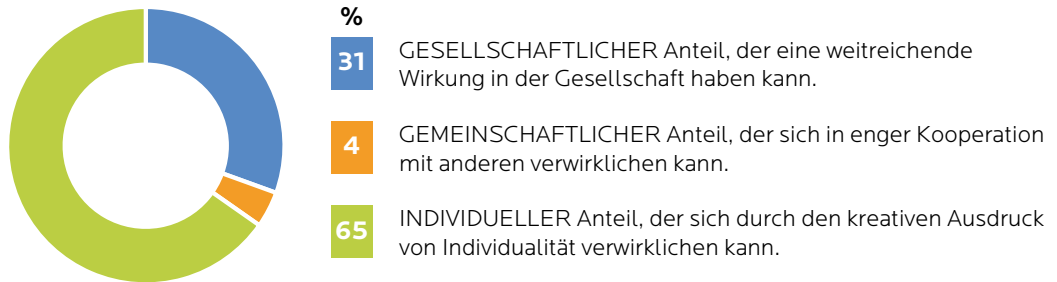 %
31
GESELLSCHAFTLICHER Anteil, der eine weitreichende
Wirkung in der Gesellschaft haben kann.
4
GEMEINSCHAFTLICHER Anteil, der sich in enger Kooperation
mit anderen verwirklichen kann.
65
INDIVIDUELLER Anteil, der sich durch den kreativen Ausdruck
von Individualität verwirklichen kann.